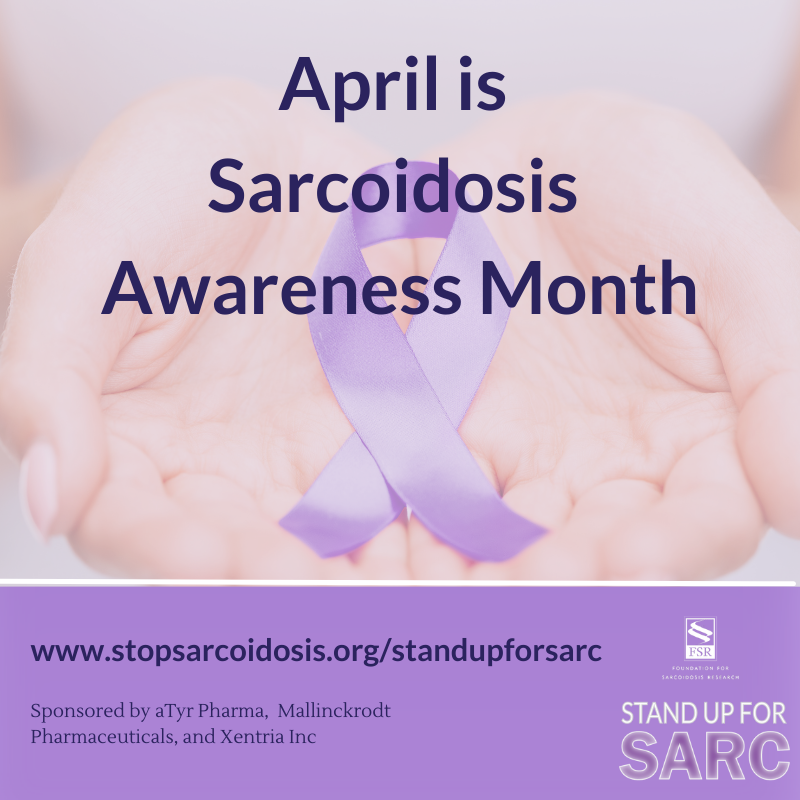 April is
Sarcoidosis
Awareness Month
www.stopsarcoidosis.org/standupforsarc
FSR
FOUNDATION FOR
SARCOIDOSIS RESEARCH
Sponsored by aTyr Pharma,  Mallinckrodt
Pharmaceuticals, and Xentria Inc
STAND UP FOR
SARC